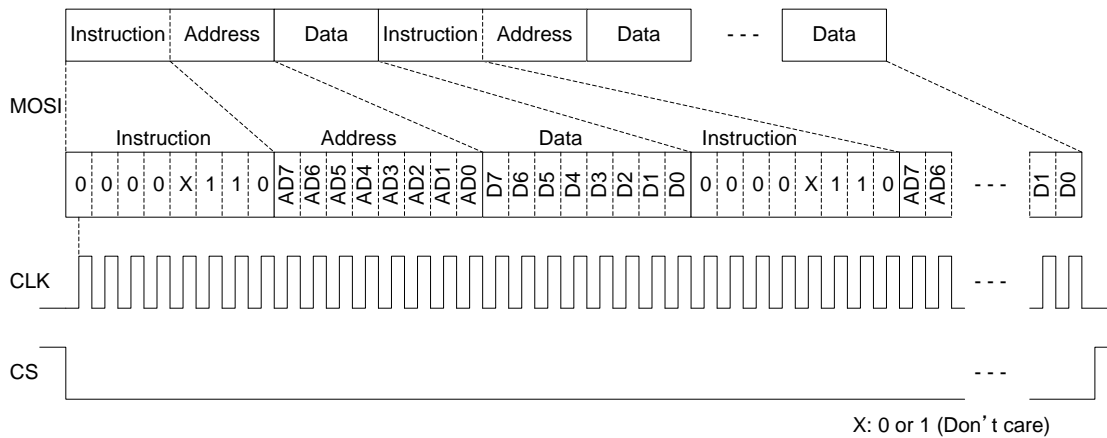 Instruction Address Data Instruction Address Data - - - Data
MOSI
Instruction Address Data Instruction
0 0 0 0 X 1 1 0 AD7 AD6 AD5 AD4 AD3 AD2 AD1 AD0 D7 D6 D5 D4 D3 D2 D1 D0 0 0 0 0 X 1 1 0 AD7 AD6 - - - D1 D0
CLK - - -
CS - - -
X: 0 or 1 (Don't care)